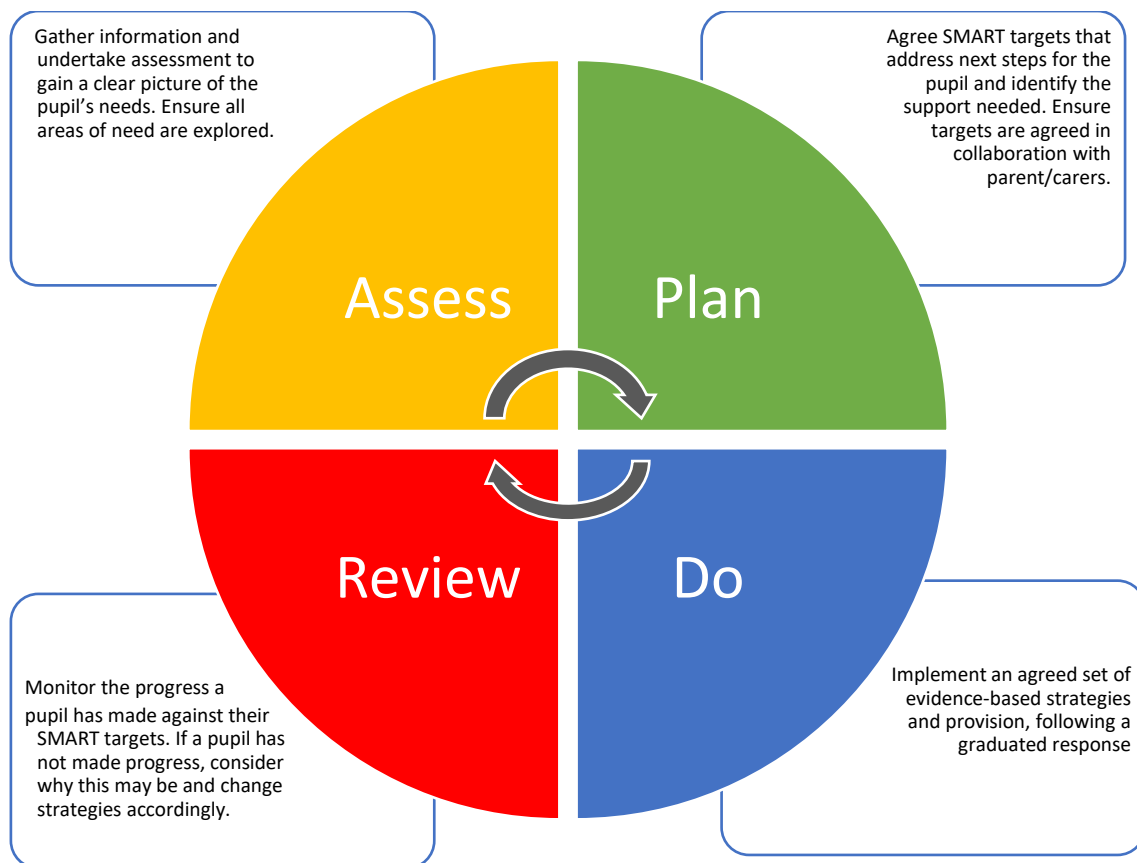 Gather information and
undertake assessment to
gain a clear picture of the
pupil’s needs. Ensure all
areas of need are explored.
Agree SMART targets that
address next steps for the
pupil and identify the
support needed. Ensure
targets are agreed in
collaboration with
parent/carers.
Assess
Plan
Review
Do
Monitor the progress a
pupil has made against their
SMART targets. If a pupil has
not made progress, consider
why this may be and change
strategies accordingly.
Implement an agreed set of
evidence-based strategies
and provision, following a
graduated response